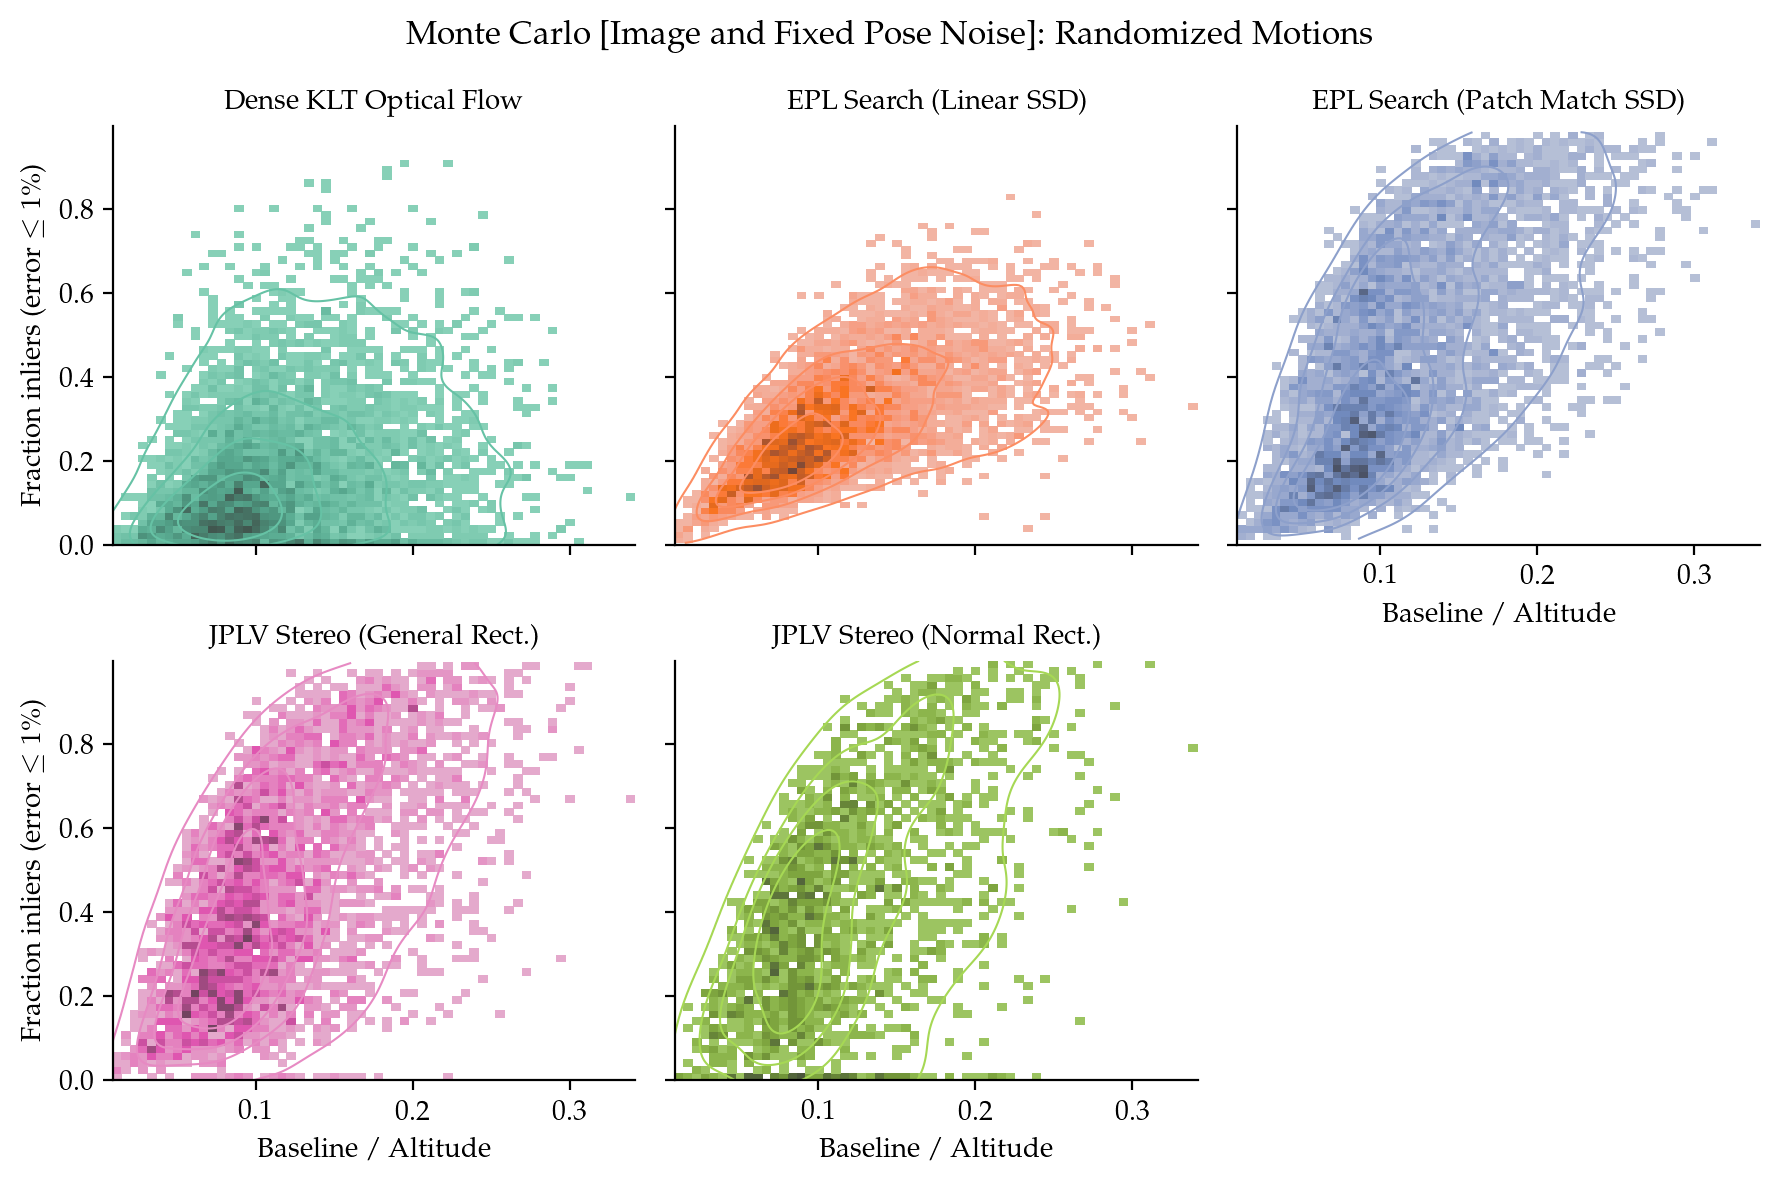 Monte Carlo [Image and Fixed Pose Noise]: Randomized Motions
Dense KLT Optical Flow
EPL Search (Linear SSD)
EPL Search (Patch Match SSD)
Fraction inliers (error ≤ 1%)
0.8
0.6
0.4
0.2
0.0
0.1
0.2
0.3
Baseline / Altitude
JPLV Stereo (General Rect.)
JPLV Stereo (Normal Rect.)
Fraction inliers (error ≤ 1%)
0.8
0.6
0.4
0.2
0.0
0.1
0.2
0.3
0.1
0.2
0.3
Baseline / Altitude
Baseline / Altitude